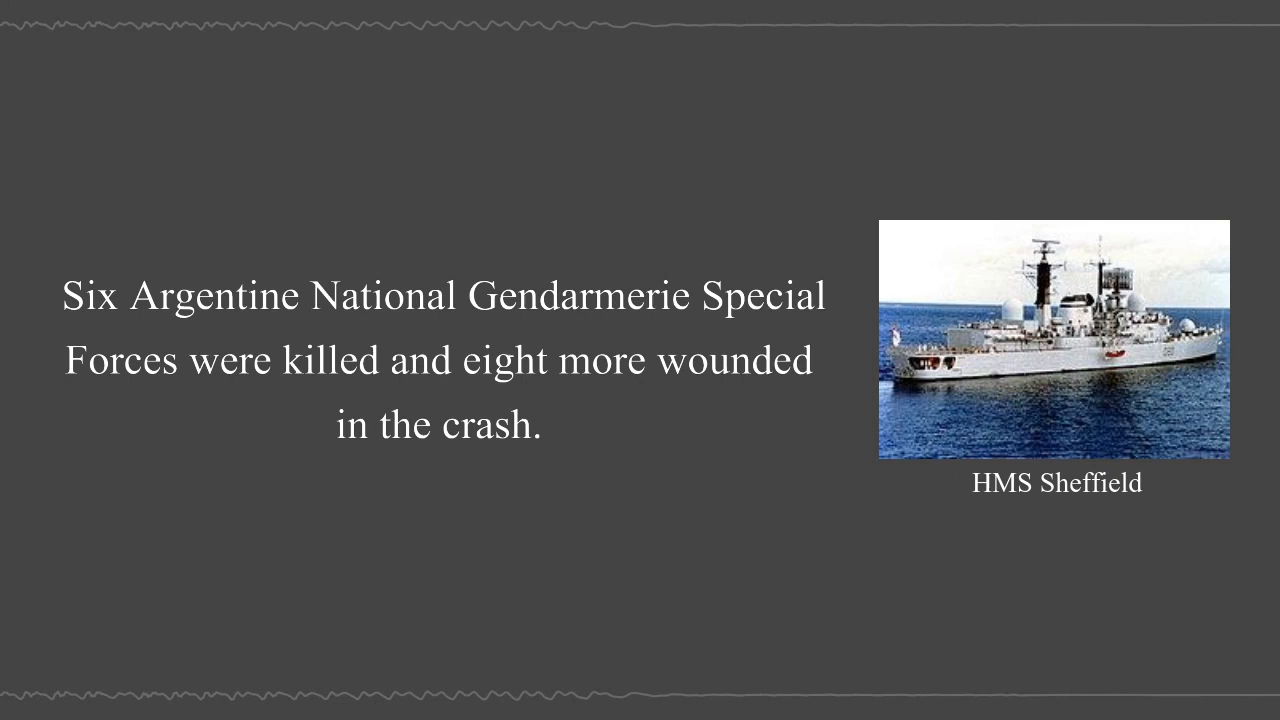 Six Argentine National Gendarmerie Special
Forces were killed and eight more wounded
in the crash.
HMS Sheffield